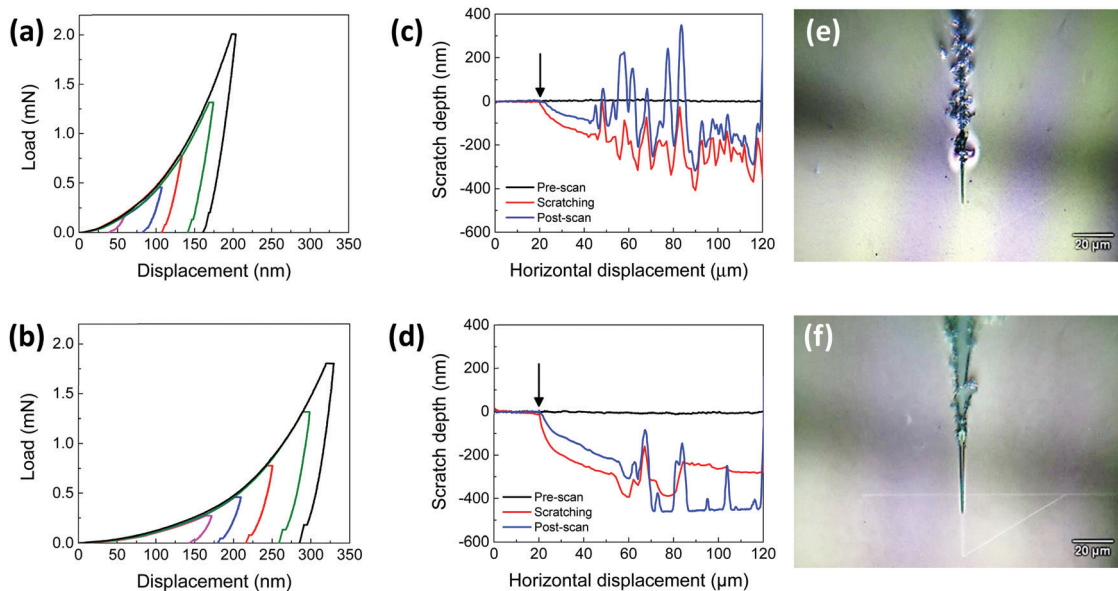 (a)
2.0
1.5
1.0
0.5
0.0
Load (mN)
0 50 100 150 200 250 300 350
Displacement (nm)
(c)
400
200
0
-200
-400
-600
Scratch depth (nm)
Pre-scan
Scratching
Post-scan
0 20 40 60 80 100 120
Horizontal displacement (μm)
(e)
20 μm
(b)
2.0
1.5
1.0
0.5
0.0
Load (mN)
0 50 100 150 200 250 300 350
Displacement (nm)
(d)
400
200
0
-200
-400
-600
Scratch depth (nm)
Pre-scan
Scratching
Post-scan
0 20 40 60 80 100 120
Horizontal displacement (μm)
(f)
20 μm